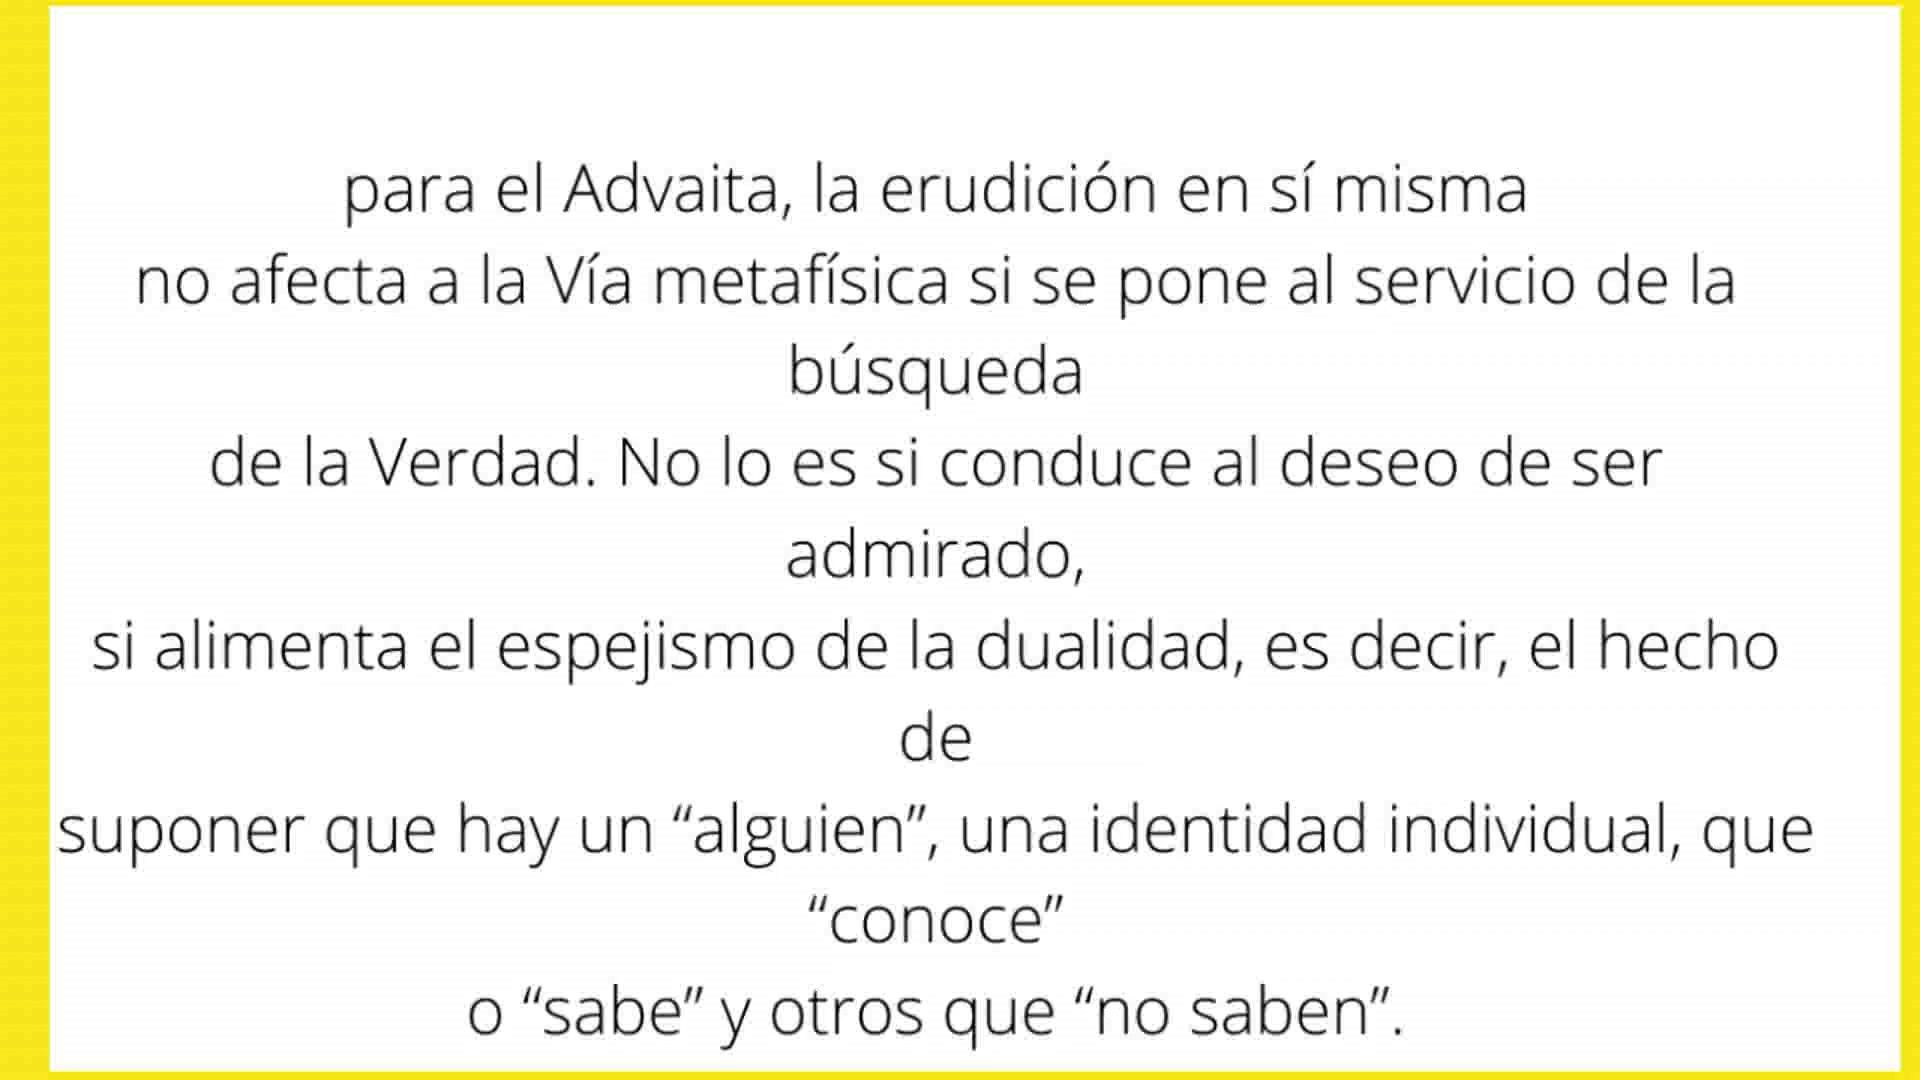 para el Advaita, la erudición en sí misma
no afecta a la Vía metafísica si se pone al servicio de la
búsqueda
de la Verdad. No lo es si conduce al deseo de ser
admirado,
si alimenta el espejismo de la dualidad, es decir, el hecho
de
suponer que hay un “alguien”, una identidad individual, que
“conoce”
o “sabe” y otros que “no saben”.